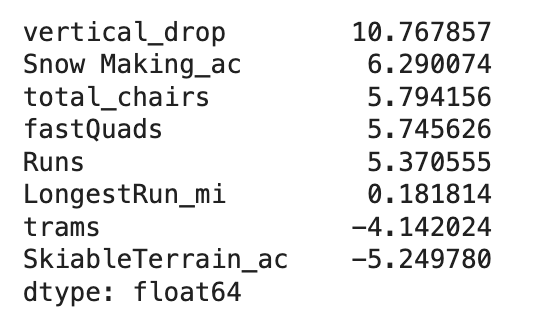 vertical_drop 10.767857
Snow Making_ac 6.290074
total_chairs 5.794156
fastQuads 5.745626
Runs 5.370555
LongestRun_mi 0.181814
trams -4.142024
SkiableTerrain_ac -5.249780
dtype: float64